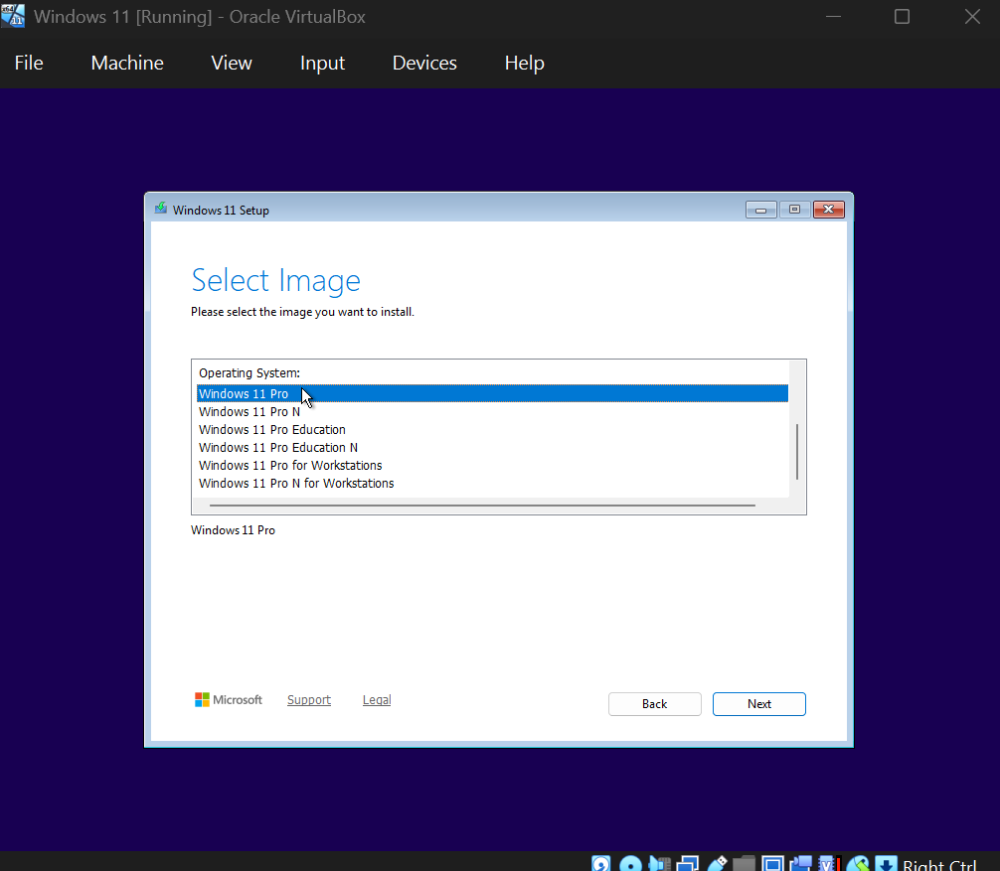 Windows 11 [Running] - Oracle VirtualBox
File Machine View Input Devices Help
Windows 11 Setup
Select Image
Please select the image you want to install.
Operating System:
Windows 11 Pro
Windows 11 Pro N
Windows 11 Pro Education
Windows 11 Pro Education N
Windows 11 Pro for Workstations
Windows 11 Pro N for Workstations
Windows 11 Pro
Microsoft Support Legal Back Next
Right Ctrl